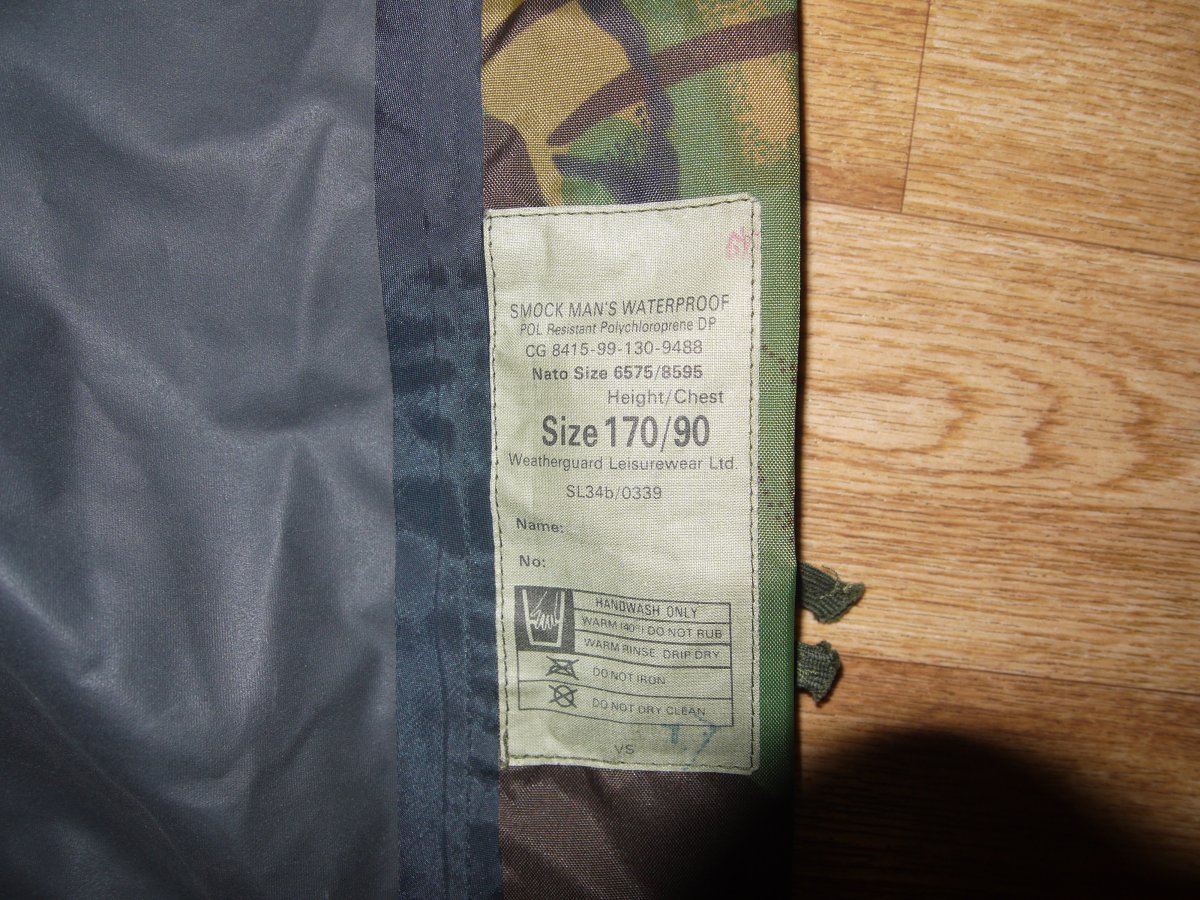 SMOCK MAN'S WATERPROOF
POL Resistant Polychloroprene DP
CG 8415-99-130-9488
Nato Size 6575/8595
Height/Chest
Size 170/90
Weatherguard Leisurewear Ltd.
SL34b/0339
Name:
No:
HANDWASH ONLY
WARM (40°) DO NOT RUB
WARM RINSE DRIP DRY
DO NOT IRON
DO NOT DRY CLEAN
VS